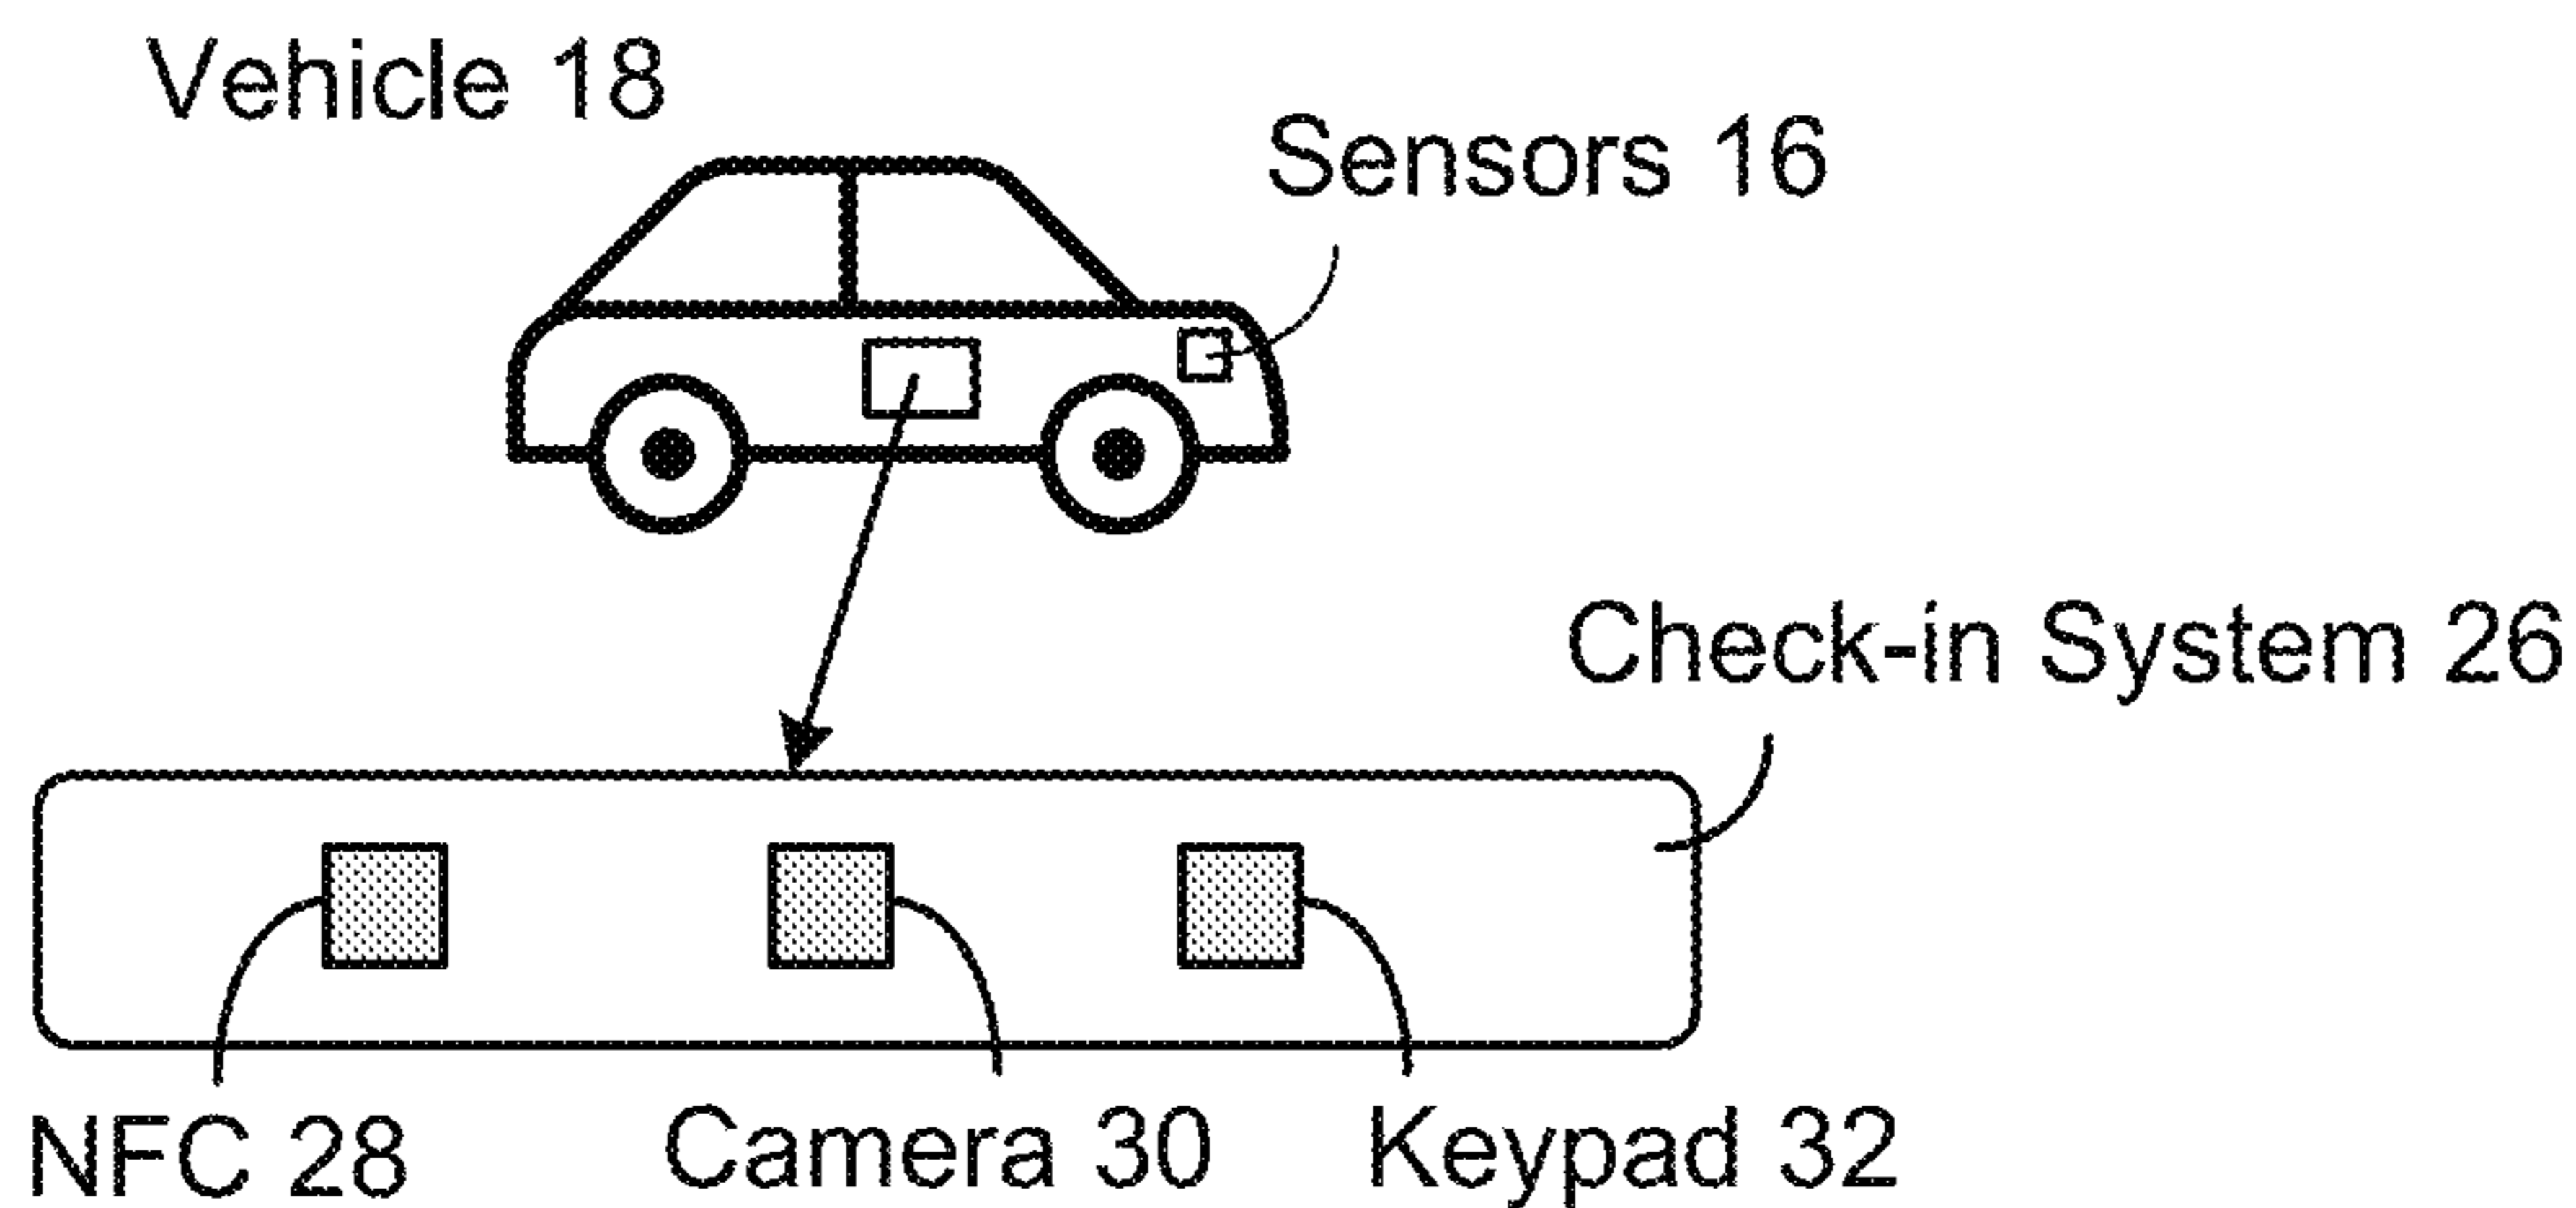 Vehicle 18
Sensors 16
Check-in System 26
NFC 28
Camera 30
Keypad 32